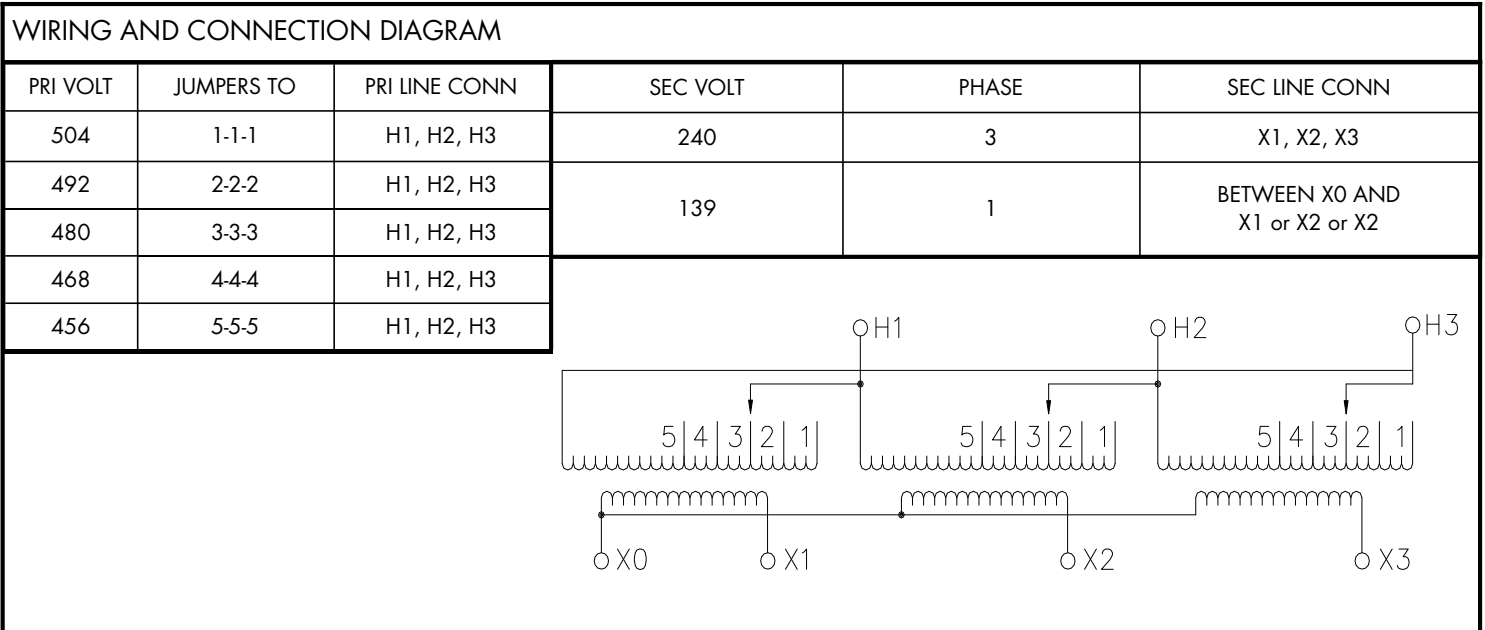 WIRING AND CONNECTION DIAGRAM
PRI VOLT JUMPERS TO PRI LINE CONN SEC VOLT PHASE SEC LINE CONN
504 1-1-1 H1, H2, H3 240 3 X1, X2, X3
492 2-2-2 H1, H2, H3
139 1 BETWEEN X0 AND
X1 or X2 or X2
480 3-3-3 H1, H2, H3
468 4-4-4 H1, H2, H3
456 5-5-5 H1, H2, H3
H1 H2 H3
5 4 3 2 1 5 4 3 2 1 5 4 3 2 1
X0 X1 X2 X3